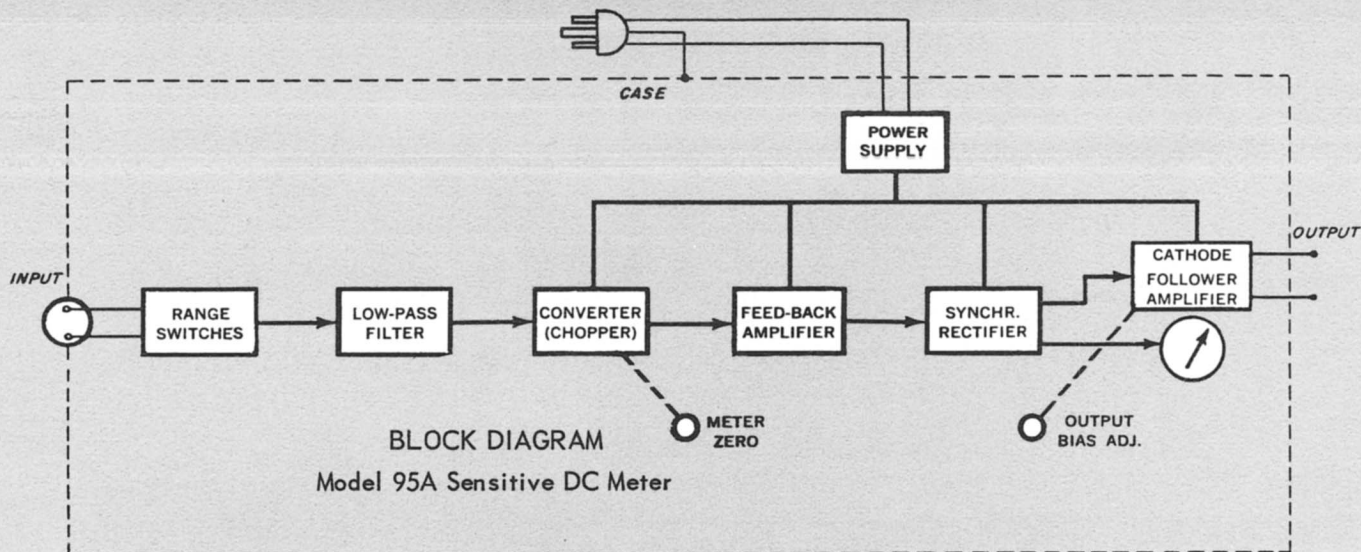 CASE
POWER
SUPPLY
OUTPUT
INPUT
RANGE
SWITCHES
LOW-PASS
FILTER
CONVERTER
(CHOPPER)
FEED-BACK
AMPLIFIER
SYNCHR.
RECTIFIER
CATHODE
FOLLOWER
AMPLIFIER
METER
ZERO
OUTPUT
BIAS ADJ.
BLOCK DIAGRAM
Model 95A Sensitive DC Meter